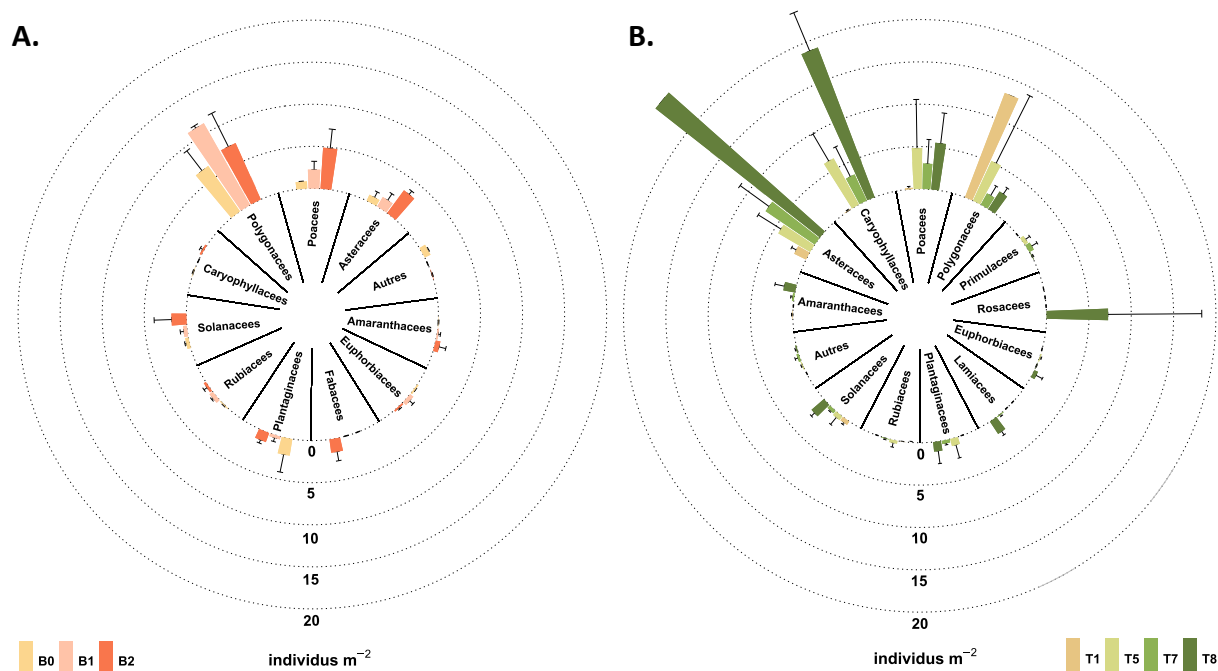 A.
Polygonacees
Poacees
Asteracees
Autres
Amaranthacees
Euphorbiacees
Fabacees
Plantaginacees
Rubiacees
Solanacees
Caryophyllacees
0
5
10
15
20
individus m⁻²
B0 B1 B2
B.
Caryophyllacees
Poacees
Polygonacees
Primulacees
Rosacees
Euphorbiacees
Lamiacees
Plantaginacees
Rubiacees
Solanacees
Autres
Amaranthacees
Asteracees
0
5
10
15
20
individus m⁻²
T1 T5 T7 T8